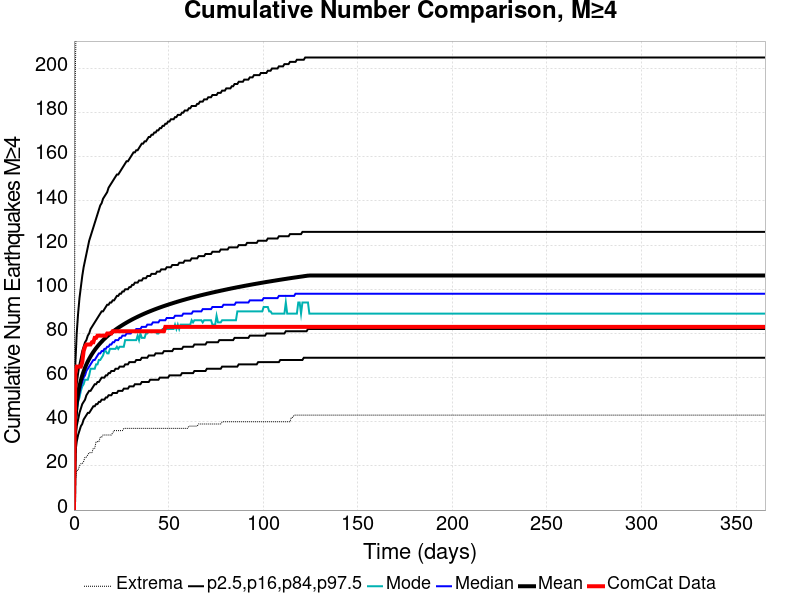 Cumulative Number Comparison, M≥4
Cumulative Num Earthquakes M≥4
200
180
160
140
120
100
80
60
40
20
0
0 50 100 150 200 250 300 350
Time (days)
Extrema p2.5,p16,p84,p97.5 Mode Median Mean ComCat Data